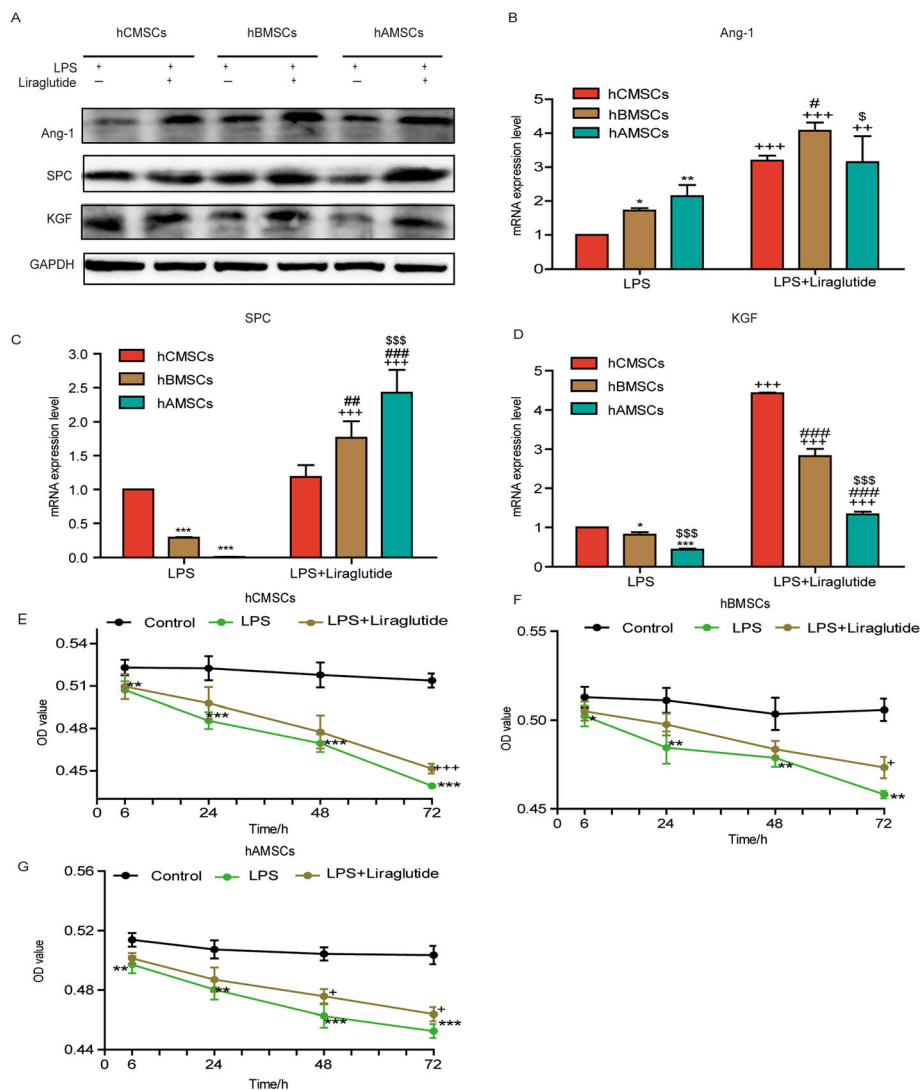 A
hCMSCs hBMSCs hAMSCs
LPS + + + + + +
Liraglutide — + — + — +
Ang-1
SPC
KGF
GAPDH
B
Ang-1
hCMSCs
hBMSCs
hAMSCs
mRNA expression level
5
4
3
2
1
0
* ** +++ # +++ $ ++
LPS LPS+Liraglutide
C
SPC
hCMSCs
hBMSCs
hAMSCs
mRNA expression level
3.0
2.5
2.0
1.5
1.0
0.5
0.0
*** *** ## +++ $$$ ### +++
LPS LPS+Liraglutide
D
KGF
hCMSCs
hBMSCs
hAMSCs
mRNA expression level
5
4
3
2
1
0
* $$$ *** +++ ### +++ $$$ ### +++
LPS LPS+Liraglutide
E
hCMSCs
Control LPS LPS+Liraglutide
OD value
0.54
0.51
0.48
0.45
** *** *** +++ ***
0 6 24 48 72
Time/h
F
hBMSCs
Control LPS LPS+Liraglutide
OD value
0.55
0.50
0.45
* ** ** + **
0 6 24 48 72
Time/h
G
hAMSCs
Control LPS LPS+Liraglutide
OD value
0.56
0.52
0.48
0.44
** ** + *** + ***
0 6 24 48 72
Time/h